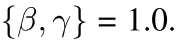 {β, γ} = 1.0.